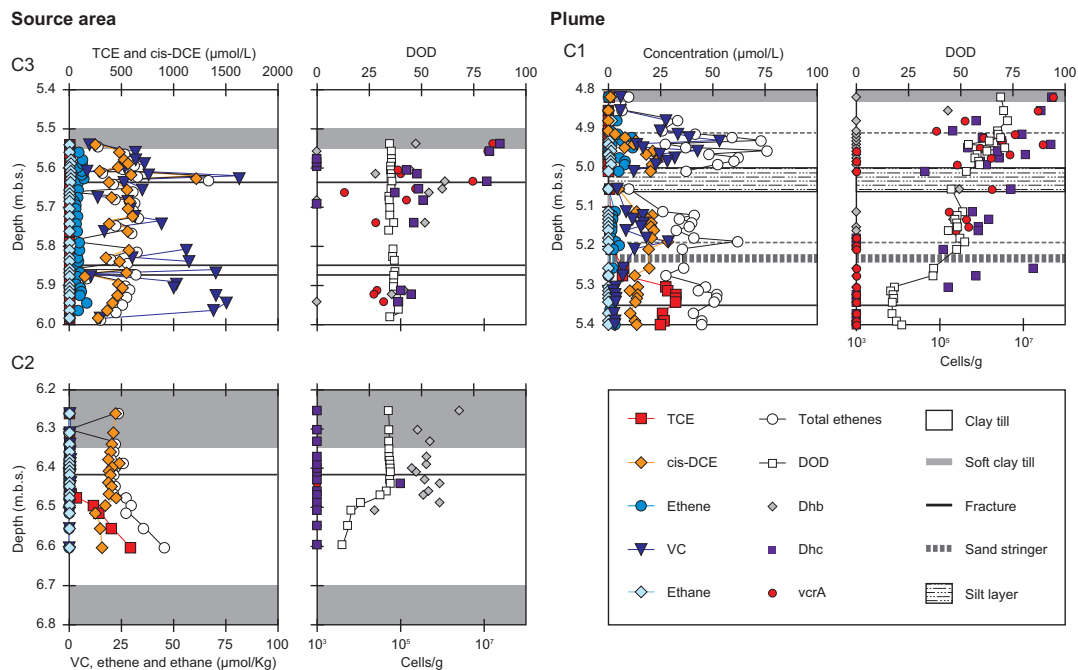 Source area
Plume
TCE and cis-DCE (µmol/L)
DOD
C3
0 500 1000 1500 2000
0 25 50 75 100
5.4
5.5
5.6
5.7
5.8
5.9
6.0
Depth (m.b.s.)
C1
Concentration (µmol/L)
DOD
0 25 50 75 100
0 25 50 75 100
4.8
4.9
5.0
5.1
5.2
5.3
5.4
Depth (m.b.s.)
10³ 10⁵ 10⁷
Cells/g
C2
6.2
6.3
6.4
6.5
6.6
6.7
6.8
Depth (m.b.s.)
0 25 50 75 100
VC, ethene and ethane (µmol/Kg)
10³ 10⁵ 10⁷
Cells/g
TCE
Total ethenes
Clay till
cis-DCE
DOD
Soft clay till
Ethene
Dhb
Fracture
VC
Dhc
Sand stringer
Ethane
vcrA
Silt layer